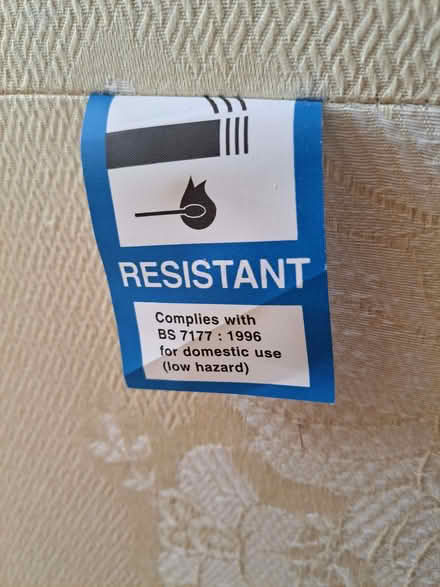 RESISTANT
Complies with
BS 7177 : 1996
for domestic use
(low hazard)